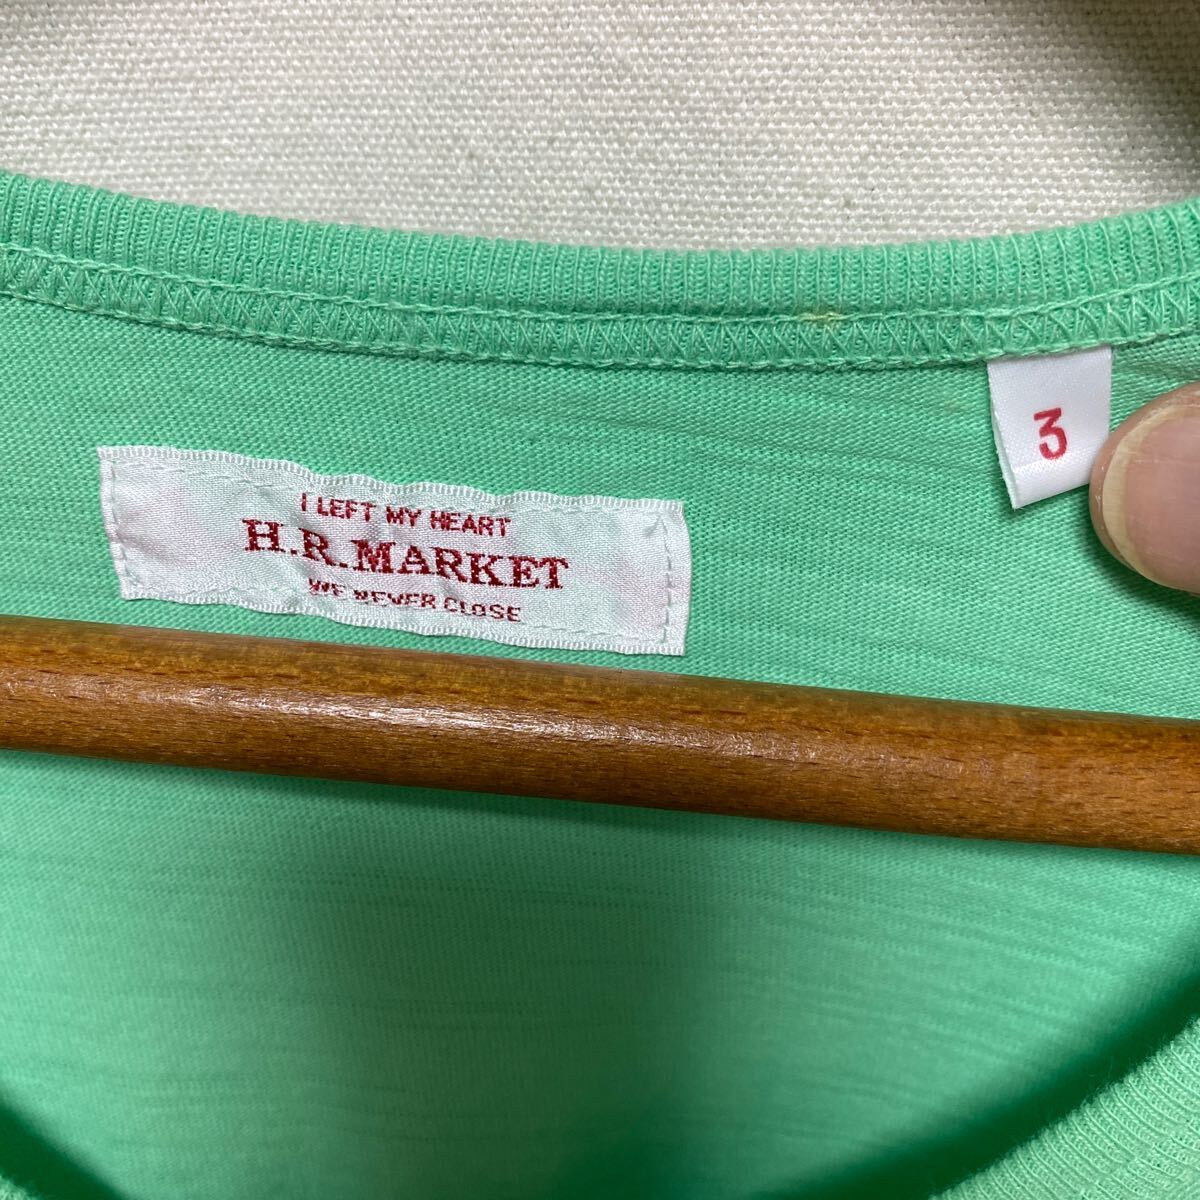 I LEFT MY HEART
H.R.MARKET
WE NEVER CLOSE
3